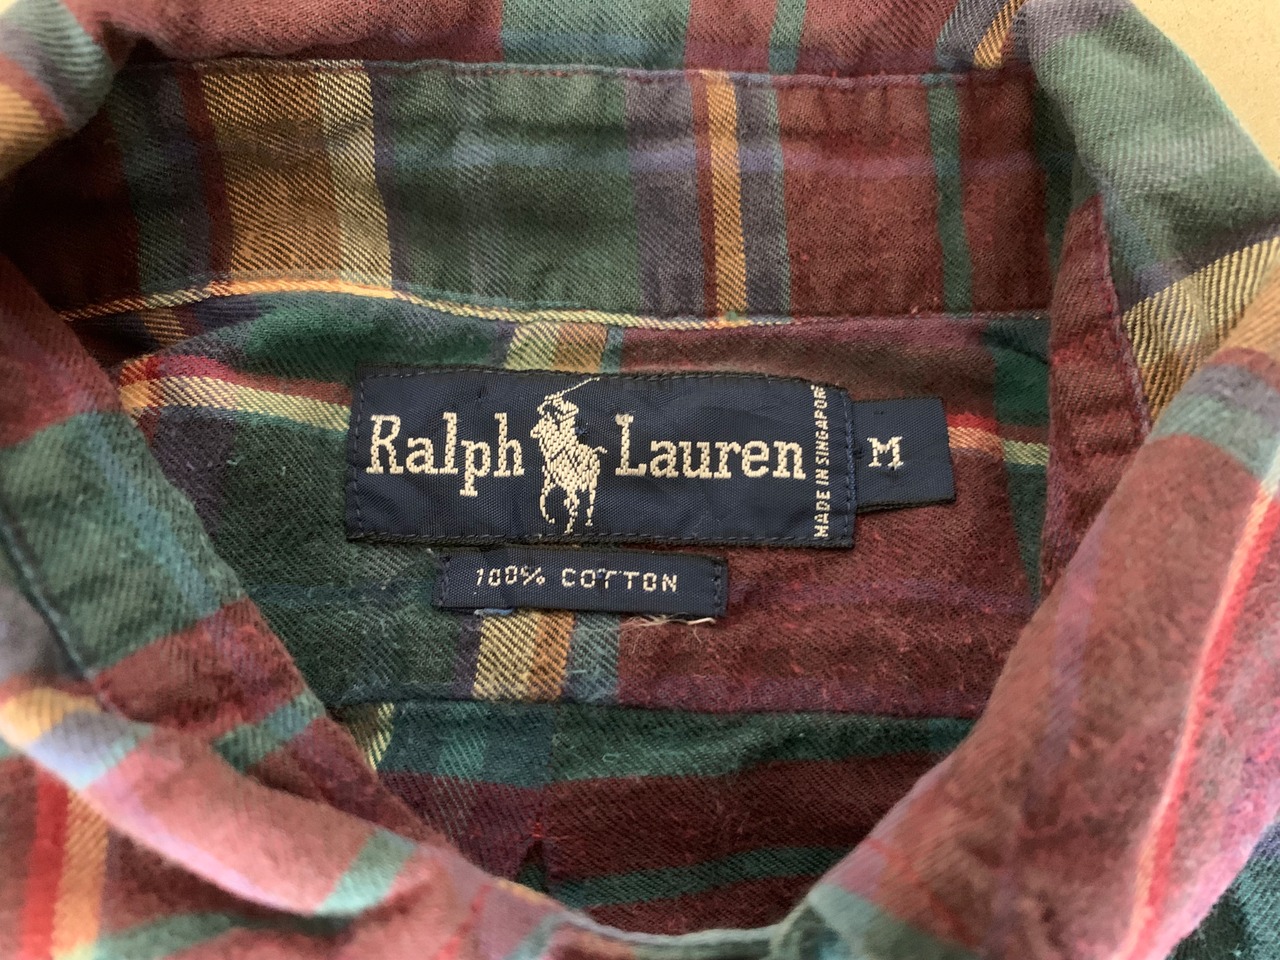 Ralph Lauren
MADE IN SINGAPORE
M
100% COTTON